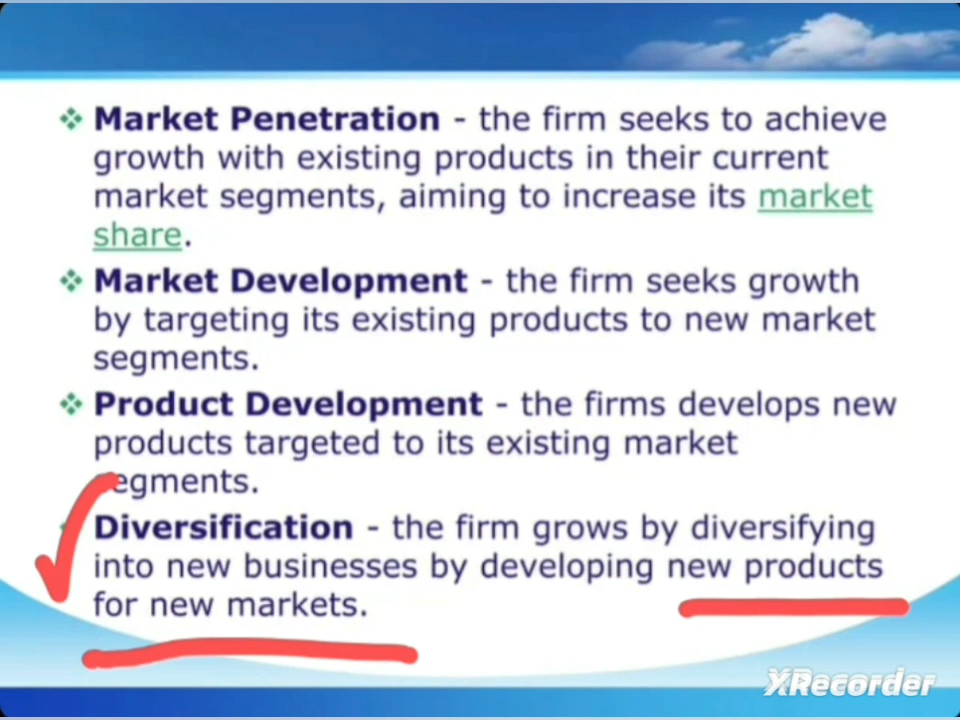 Market Penetration - the firm seeks to achieve
growth with existing products in their current
market segments, aiming to increase its market
share.
Market Development - the firm seeks growth
by targeting its existing products to new market
segments.
Product Development - the firms develops new
products targeted to its existing market
segments.
Diversification - the firm grows by diversifying
into new businesses by developing new products
for new markets.
XRecorder